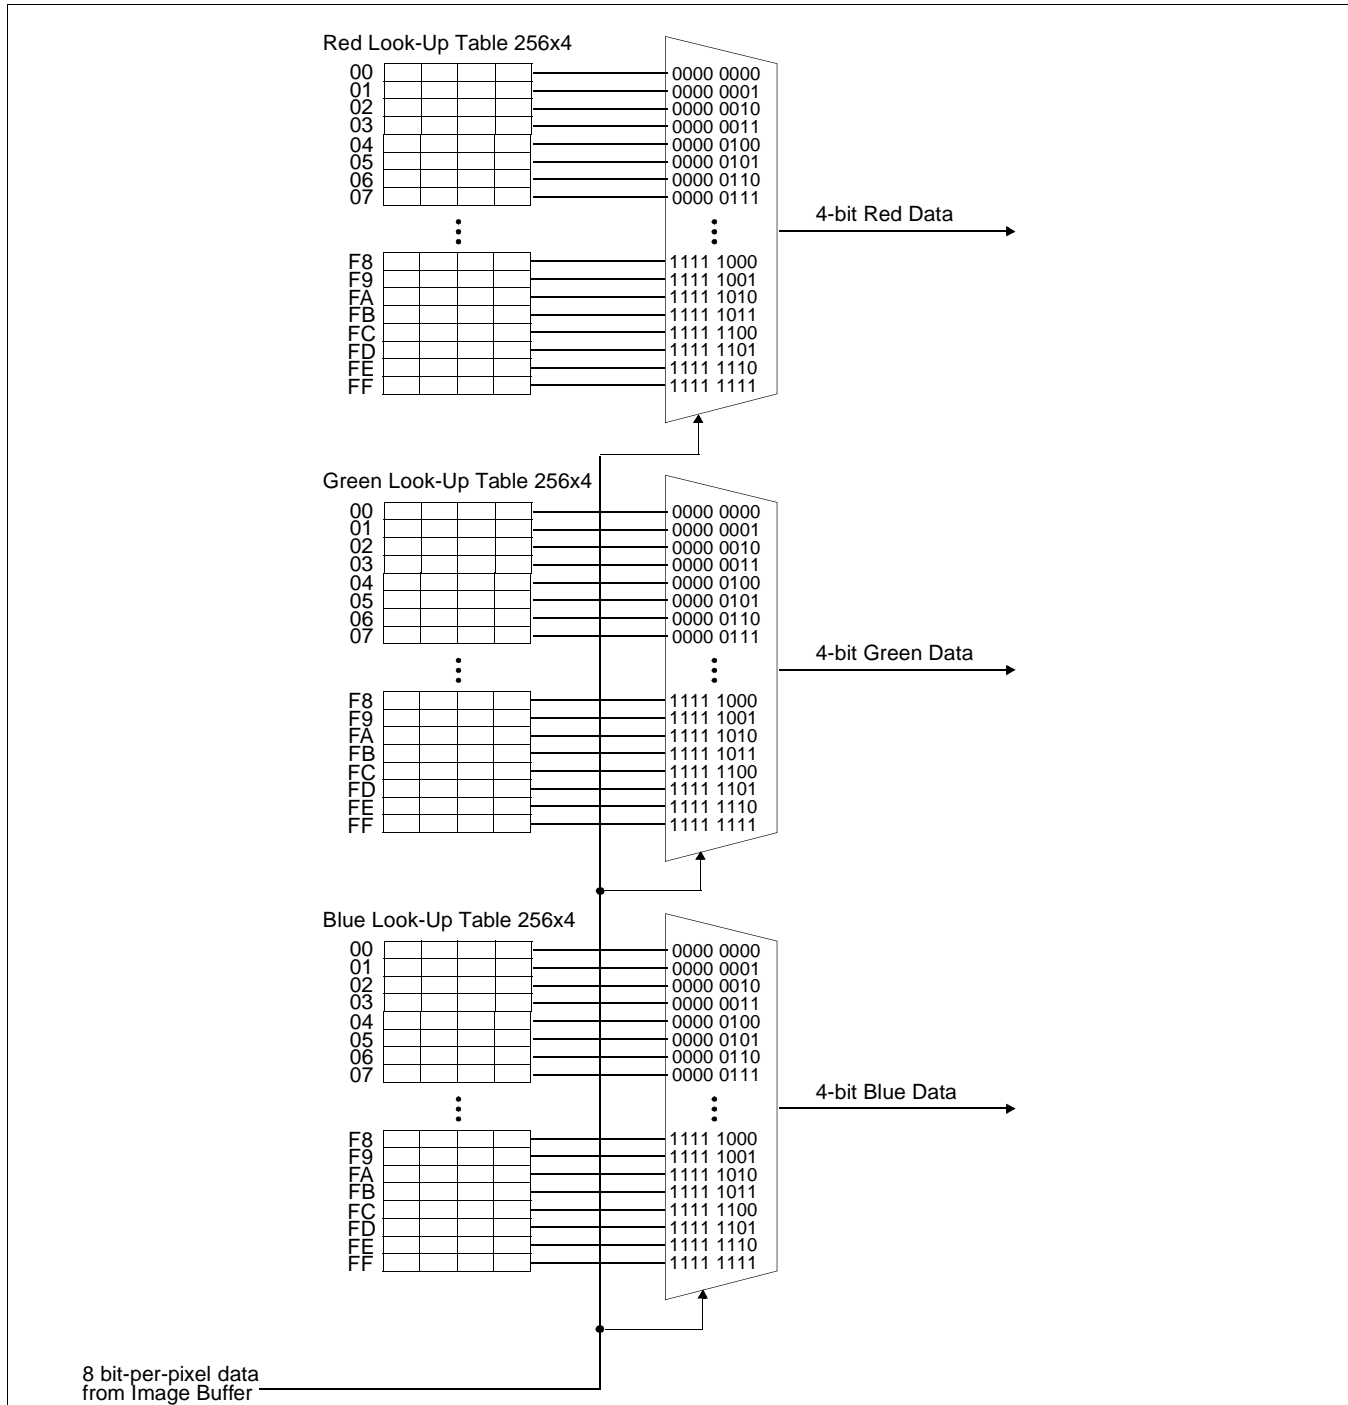 Red Look-Up Table 256x4
00 0000 0000
01 0000 0001
02 0000 0010
03 0000 0011
04 0000 0100
05 0000 0101
06 0000 0110
07 0000 0111
4-bit Red Data
F8 1111 1000
F9 1111 1001
FA 1111 1010
FB 1111 1011
FC 1111 1100
FD 1111 1101
FE 1111 1110
FF 1111 1111
Green Look-Up Table 256x4
00 0000 0000
01 0000 0001
02 0000 0010
03 0000 0011
04 0000 0100
05 0000 0101
06 0000 0110
07 0000 0111
4-bit Green Data
F8 1111 1000
F9 1111 1001
FA 1111 1010
FB 1111 1011
FC 1111 1100
FD 1111 1101
FE 1111 1110
FF 1111 1111
Blue Look-Up Table 256x4
00 0000 0000
01 0000 0001
02 0000 0010
03 0000 0011
04 0000 0100
05 0000 0101
06 0000 0110
07 0000 0111
4-bit Blue Data
F8 1111 1000
F9 1111 1001
FA 1111 1010
FB 1111 1011
FC 1111 1100
FD 1111 1101
FE 1111 1110
FF 1111 1111
8 bit-per-pixel data
from Image Buffer